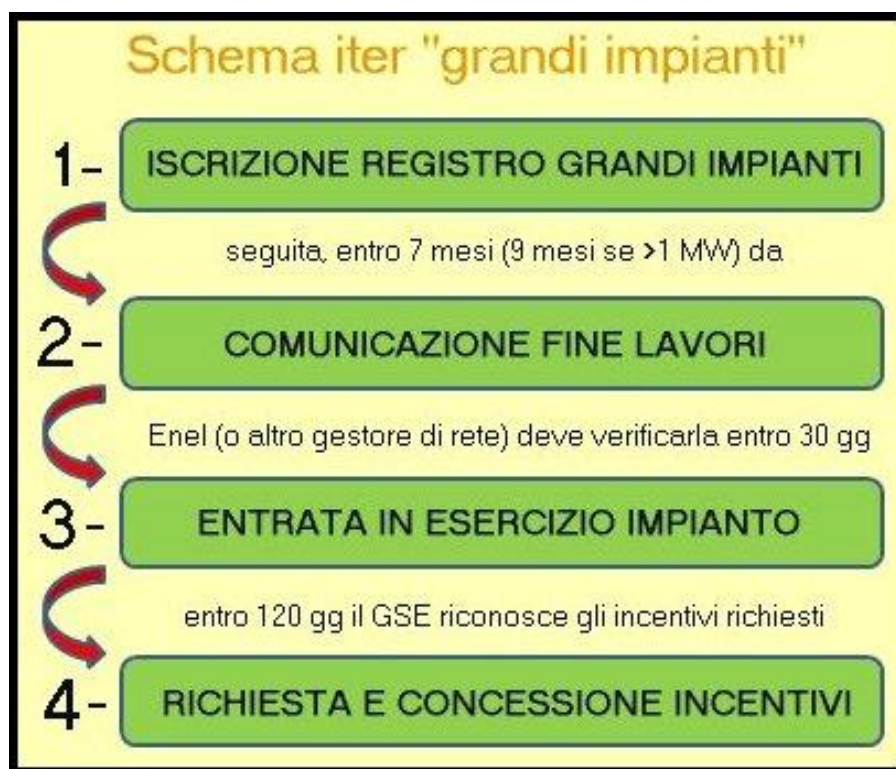 Schema iter "grandi impianti"
1- ISCRIZIONE REGISTRO GRANDI IMPIANTI
seguita, entro 7 mesi (9 mesi se >1 MW) da
2- COMUNICAZIONE FINE LAVORI
Enel (o altro gestore di rete) deve verificarla entro 30 gg
3- ENTRATA IN ESERCIZIO IMPIANTO
entro 120 gg il GSE riconosce gli incentivi richiesti
4- RICHIESTA E CONCESSIONE INCENTIVI